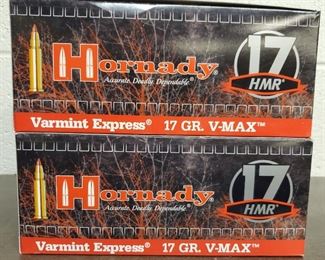 Hornady®
Accurate. Deadly. Dependable.®
17
HMR®
Varmint Express® 17 GR. V-MAX™
Hornady®
Accurate. Deadly. Dependable.®
17
HMR®
Varmint Express® 17 GR. V-MAX™